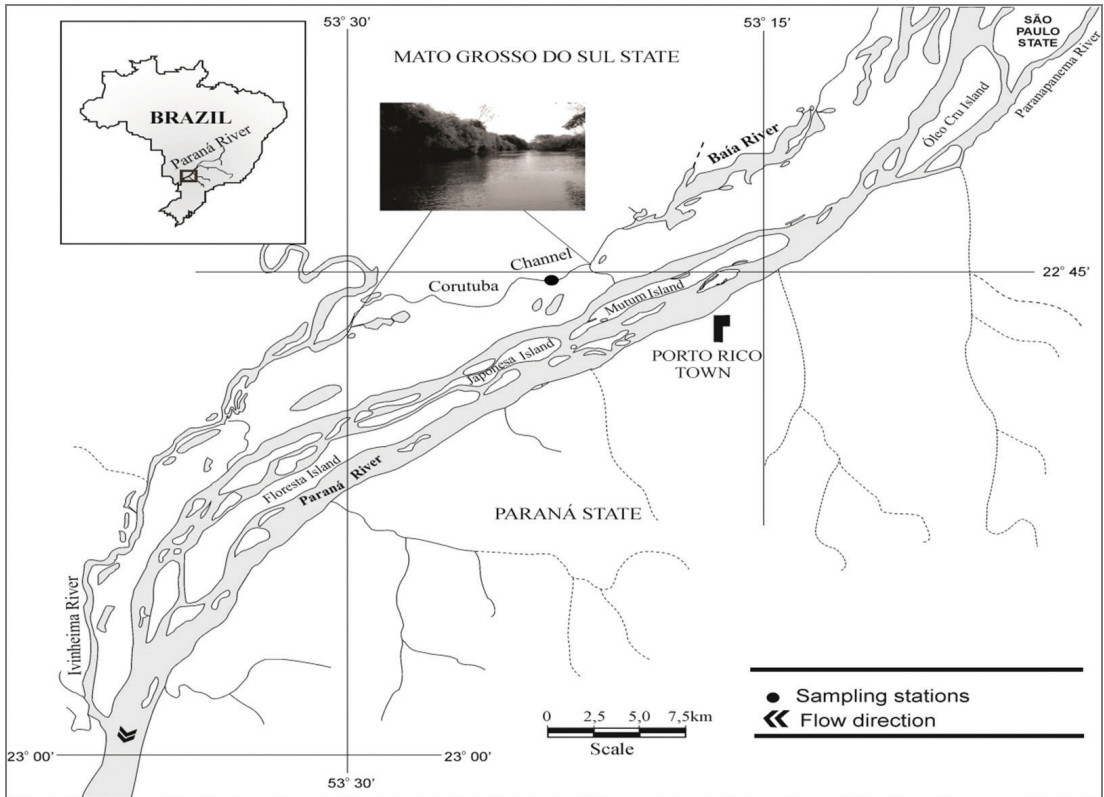 53° 30'
53° 15'
SÃO
PAULO
STATE
MATO GROSSO DO SUL STATE
Paranapanema River
Óleo Cru Island
BRAZIL
Paraná River
Baía River
Channel
Corutuba
22° 45'
Mutum Island
PORTO RICO
TOWN
Japonesa Island
Floresta Island
Paraná River
PARANÁ STATE
Ivinheima River
Sampling stations
Flow direction
0 2,5 5,0 7,5km
Scale
23° 00'
23° 00'
53° 30'